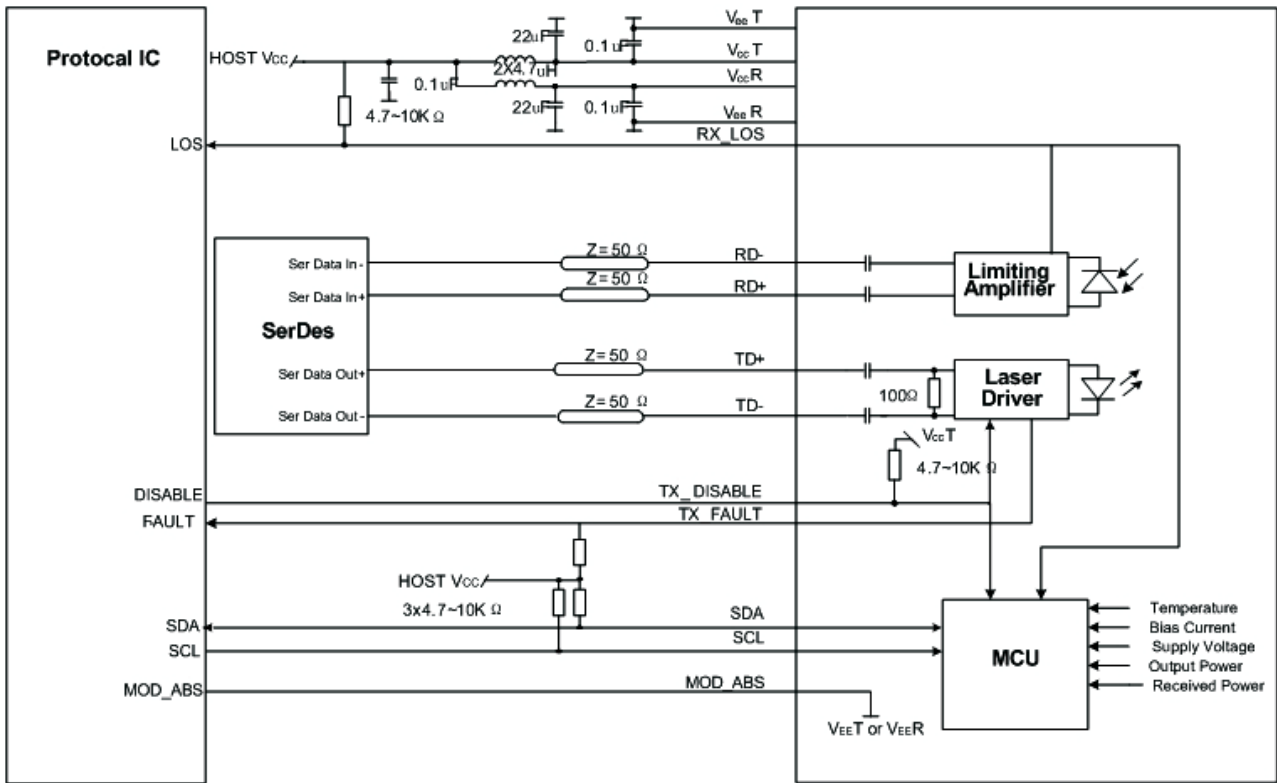 Protocal IC
HOST Vcc
22uF
0.1uF
VeeT
VccT
2X4.7uH
0.1uF
VccR
4.7~10K Ω
22uF
0.1uF
VeeR
LOS
RX_LOS
SerDes
Ser Data In -
Ser Data In+
Ser Data Out+
Ser Data Out -
Z= 50 Ω
RD-
Z= 50 Ω
RD+
Z= 50 Ω
TD+
Z= 50 Ω
TD-
Limiting
Amplifier
Laser
Driver
100Ω
VccT
4.7~10K Ω
DISABLE
TX_DISABLE
FAULT
TX_FAULT
HOST Vcc
3x4.7~10K Ω
SDA
SDA
SCL
SCL
MOD_ABS
MOD_ABS
VEET or VEER
MCU
Temperature
Bias Current
Supply Voltage
Output Power
Received Power